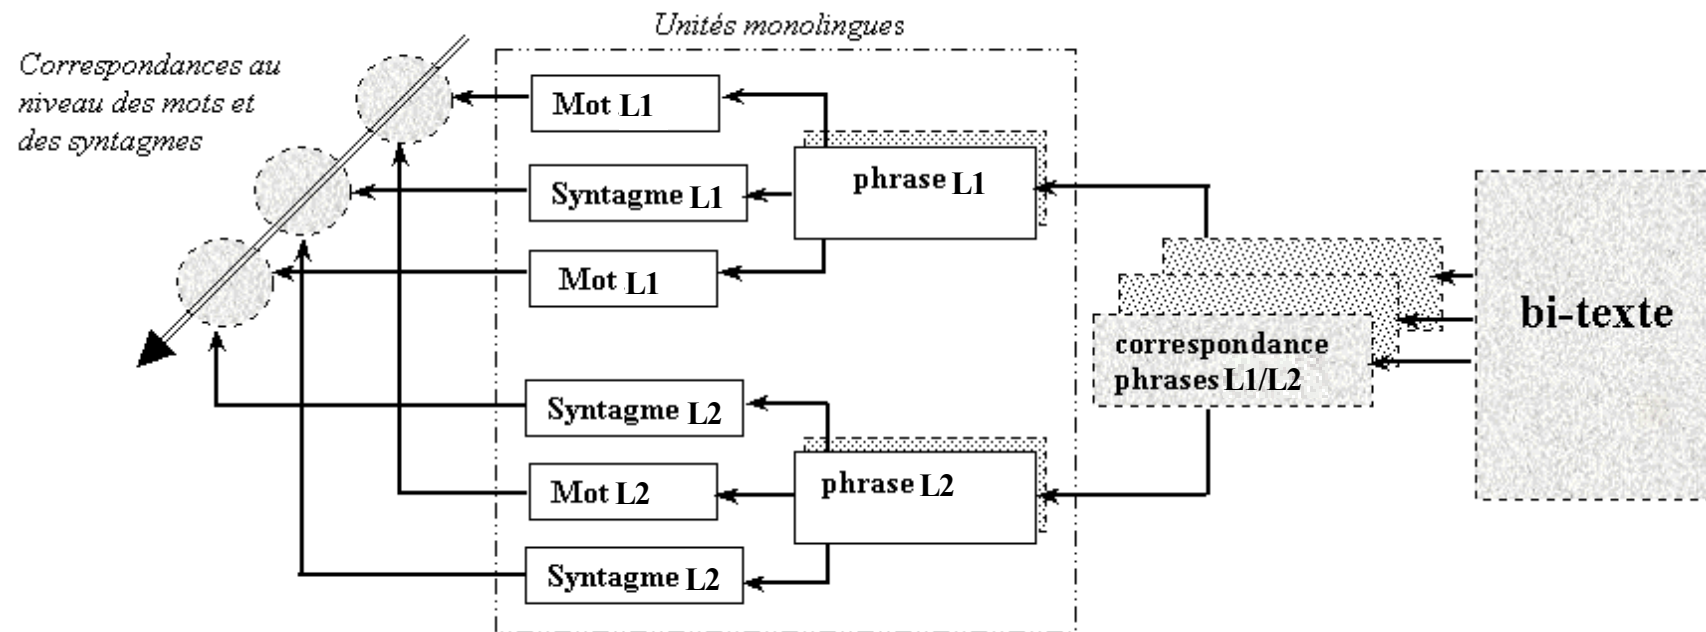 Unités monolingues
Correspondances au
niveau des mots et
des syntagmes
Mot L1
Syntagme L1
Mot L1
phrase L1
Syntagme L2
Mot L2
Syntagme L2
phrase L2
correspondance
phrases L1/L2
bi-texte